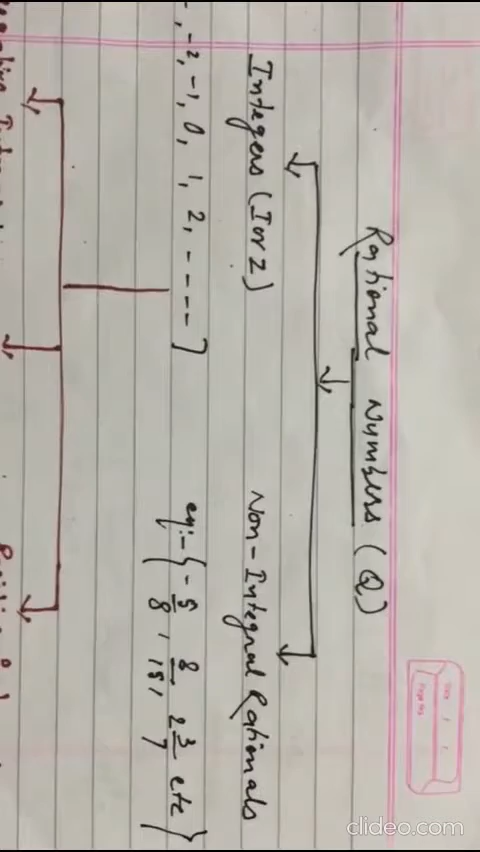 Rational Numbers (Q)
Integers (I or Z)
Non-Integral Rationals
-, -2, -1, 0, 1, 2, ----]
eg:- { -5/8, 8/15, 2 3/7 etc }
clideo.com